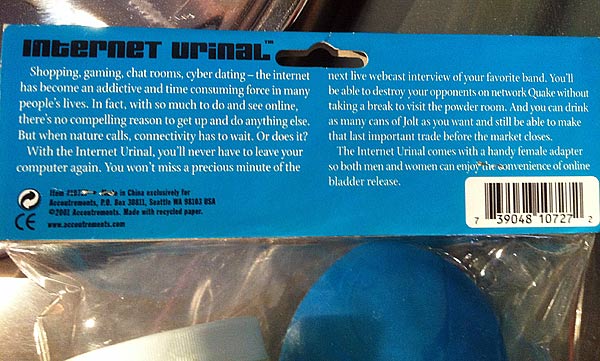 Internet Urinal™
Shopping, gaming, chat rooms, cyber dating – the internet
has become an addictive and time consuming force in many
people's lives. In fact, with so much to do and see online,
there's no compelling reason to get up and do anything else.
But when nature calls, connectivity has to wait. Or does it?
With the Internet Urinal, you'll never have to leave your
computer again. You won't miss a precious minute of the
next live webcast interview of your favorite band. You'll
be able to destroy your opponents on network Quake without
taking a break to visit the powder room. And you can drink
as many cans of Jolt as you want and still be able to make
that last important trade before the market closes.
The Internet Urinal comes with a handy female adapter
so both men and women can enjoy the convenience of online
bladder release.
Item in China exclusively for
Accoutrements, P.O. Box 30811, Seattle WA 98103 USA
©2001 Accoutrements. Made with recycled paper.
CE www.accoutrements.com
7 39048 10727 2